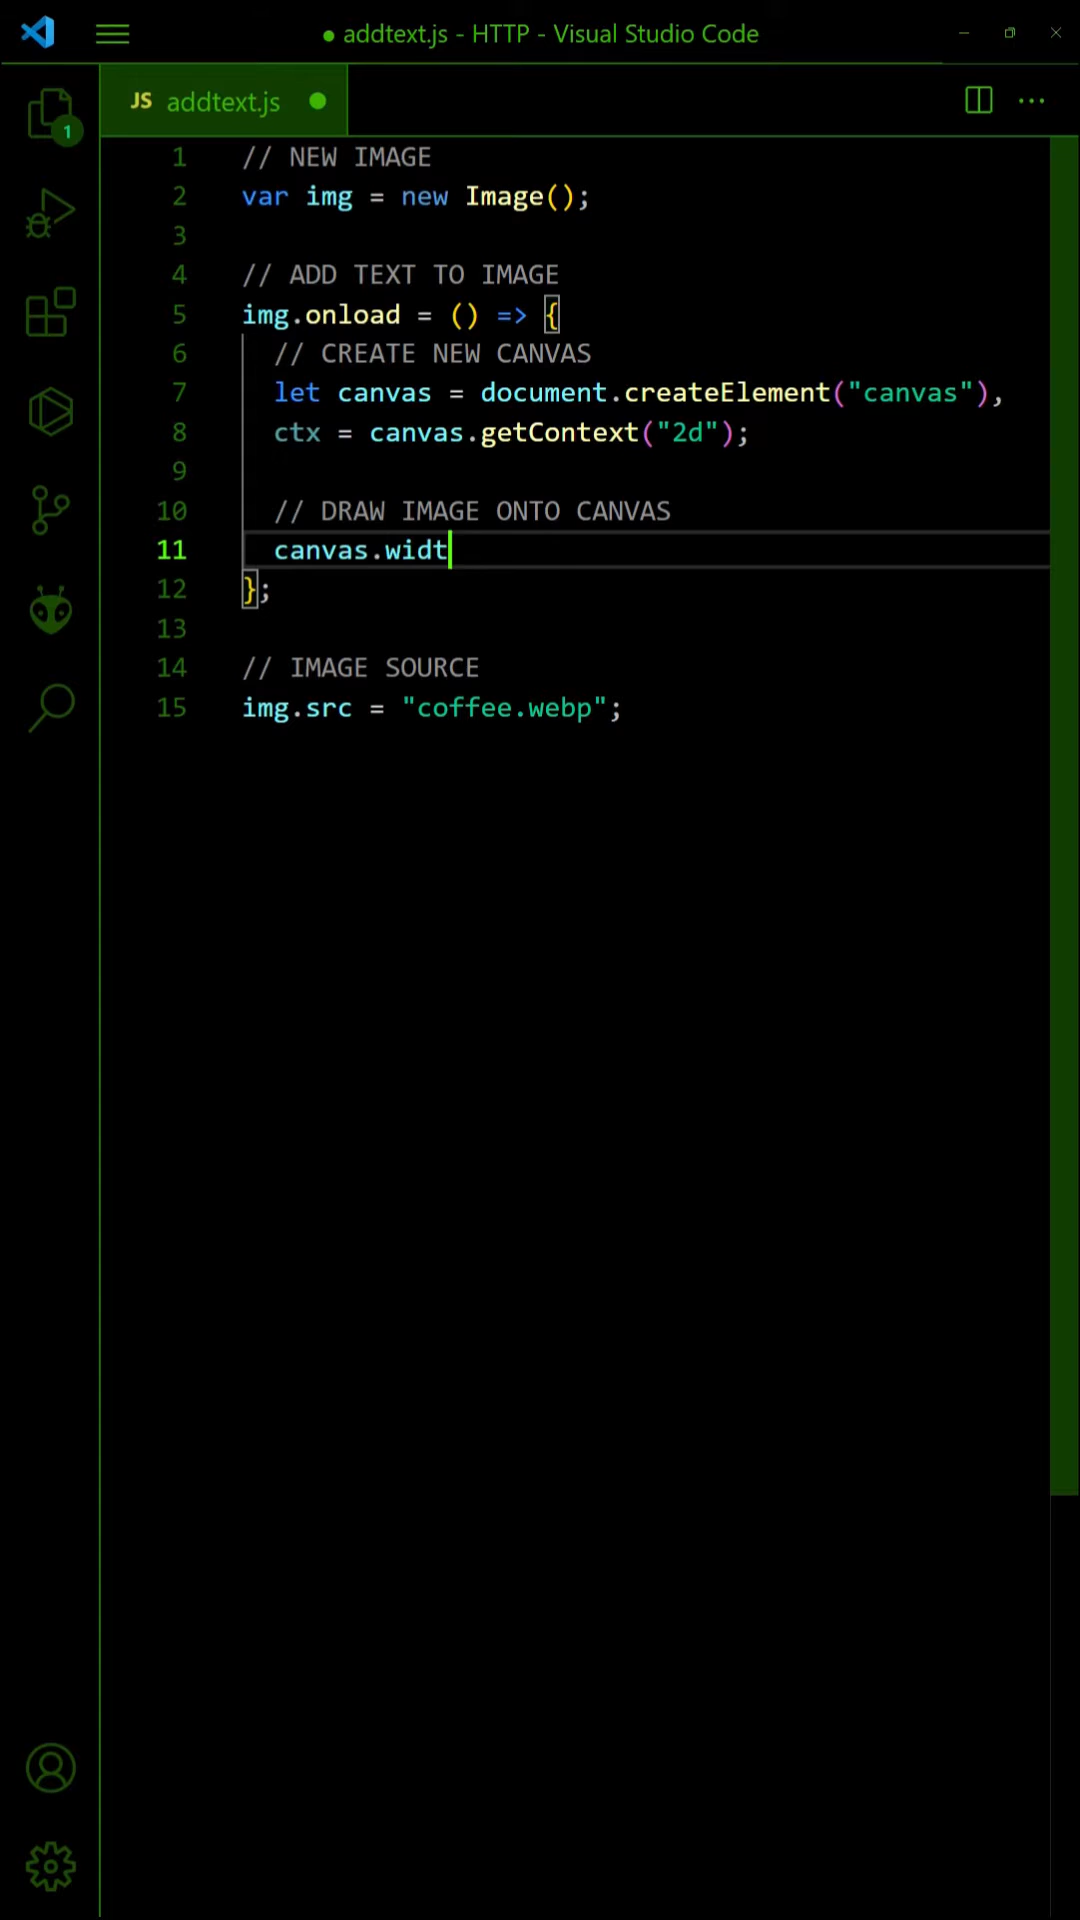 ● addtext.js - HTTP - Visual Studio Code
JS addtext.js ●
1
1 // NEW IMAGE
2 var img = new Image();
3
4 // ADD TEXT TO IMAGE
5 img.onload = () => {
6   // CREATE NEW CANVAS
7   let canvas = document.createElement("canvas"),
8   ctx = canvas.getContext("2d");
9
10   // DRAW IMAGE ONTO CANVAS
11   canvas.widt
12 };
13
14 // IMAGE SOURCE
15 img.src = "coffee.webp";